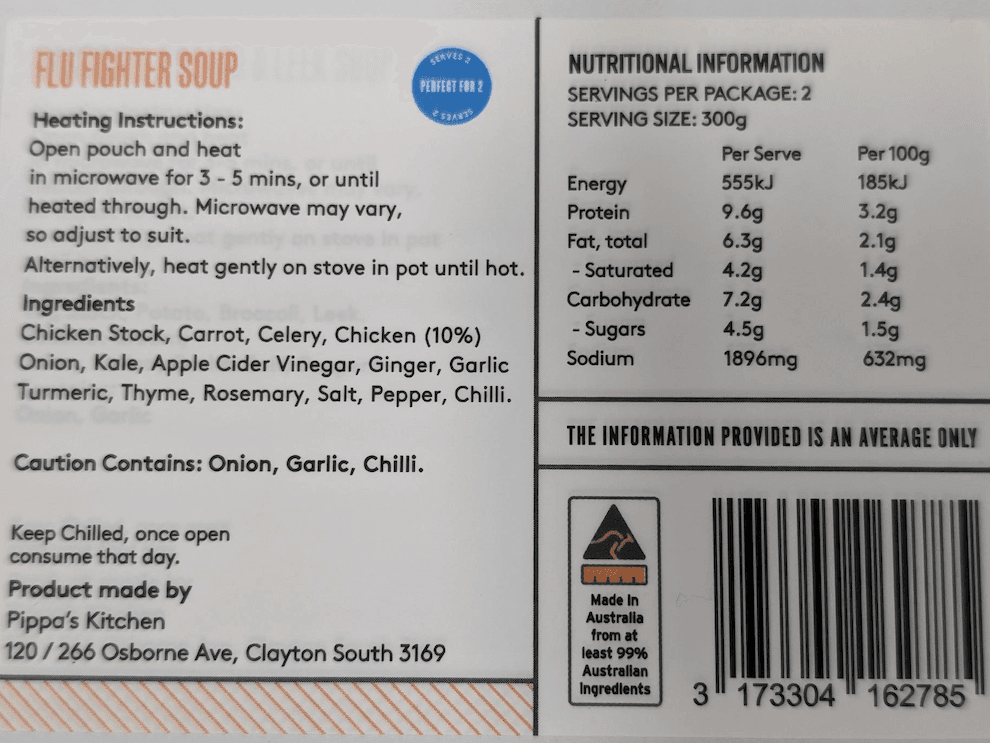 FLU FIGHTER SOUP
SERVES 2
PERFECT FOR 2
SERVES 2
Heating Instructions:
Open pouch and heat
in microwave for 3 - 5 mins, or until
heated through. Microwave may vary,
so adjust to suit.
Alternatively, heat gently on stove in pot until hot.
Ingredients
Chicken Stock, Carrot, Celery, Chicken (10%)
Onion, Kale, Apple Cider Vinegar, Ginger, Garlic
Turmeric, Thyme, Rosemary, Salt, Pepper, Chilli.
Caution Contains: Onion, Garlic, Chilli.
Keep Chilled, once open
consume that day.
Product made by
Pippa's Kitchen
120 / 266 Osborne Ave, Clayton South 3169
NUTRITIONAL INFORMATION
SERVINGS PER PACKAGE: 2
SERVING SIZE: 300g
Per Serve Per 100g
Energy 555kJ 185kJ
Protein 9.6g 3.2g
Fat, total 6.3g 2.1g
- Saturated 4.2g 1.4g
Carbohydrate 7.2g 2.4g
- Sugars 4.5g 1.5g
Sodium 1896mg 632mg
THE INFORMATION PROVIDED IS AN AVERAGE ONLY
Made in
Australia
from at
least 99%
Australian
Ingredients
3 173304 162785